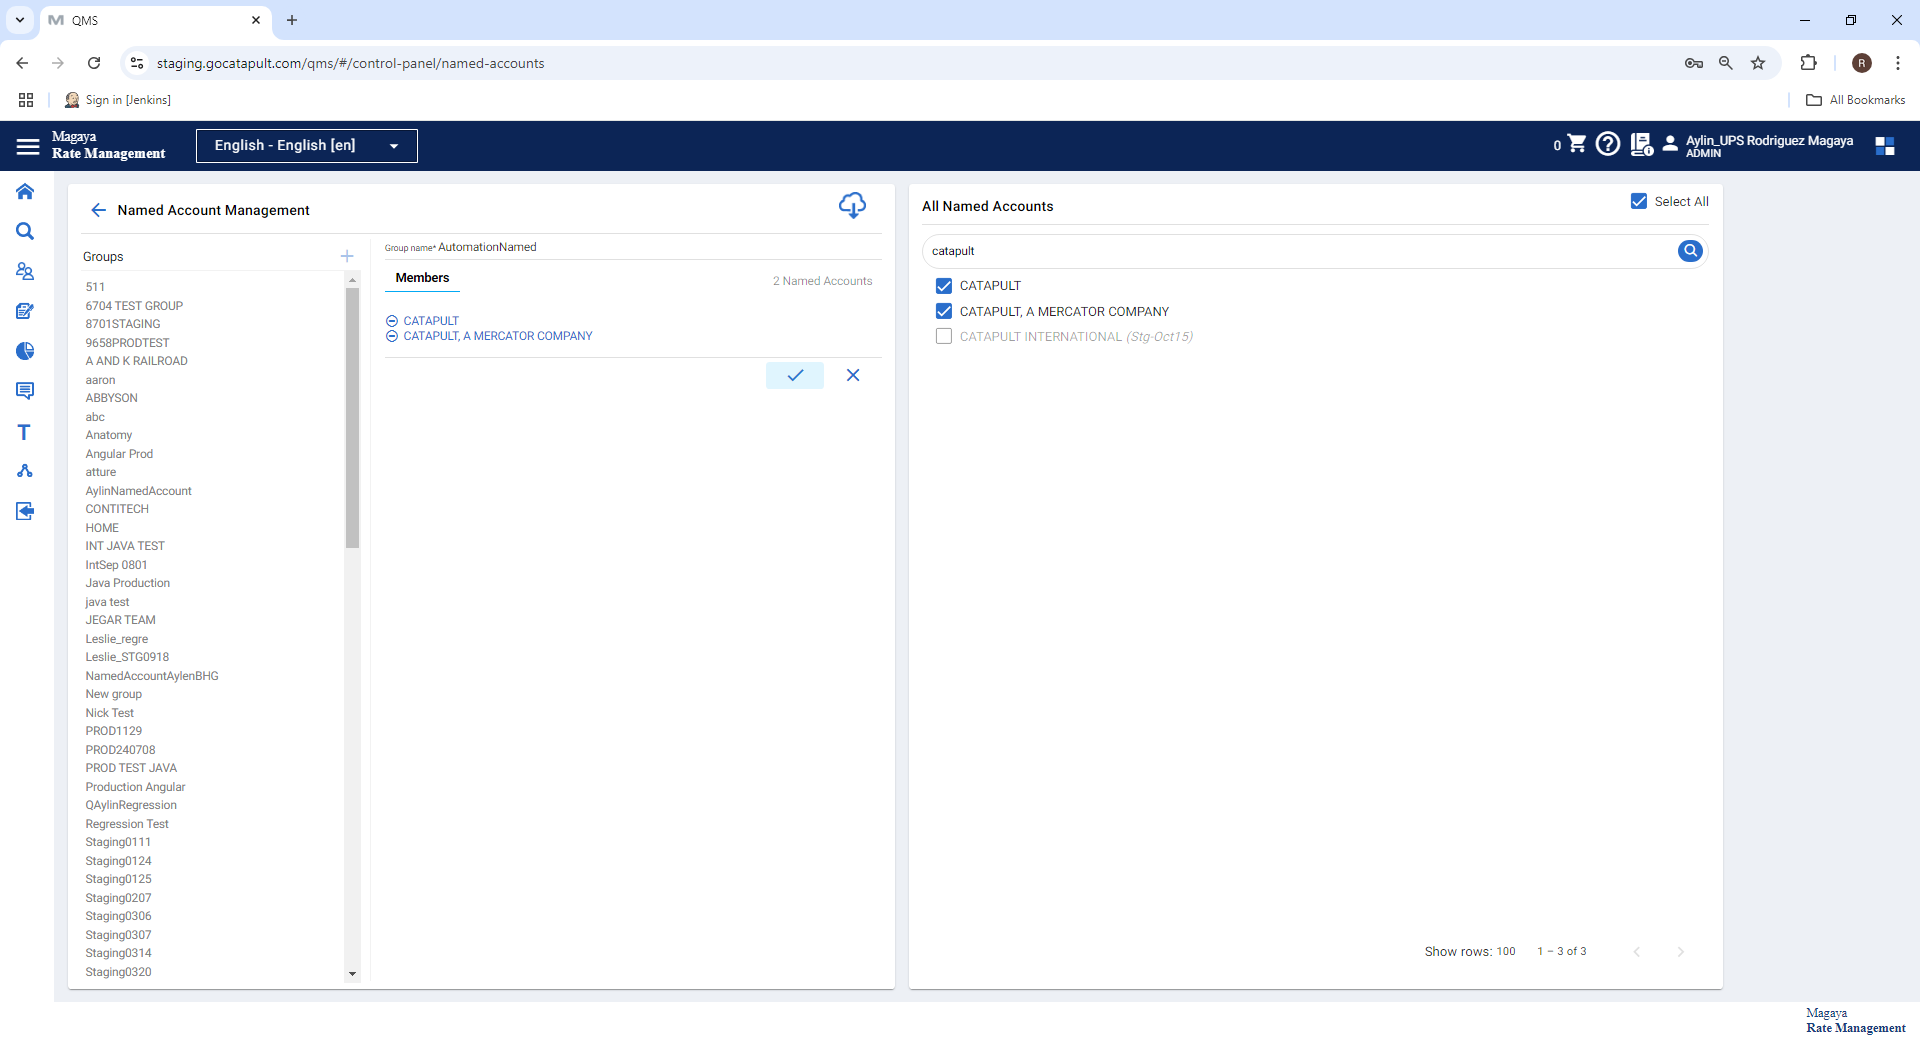 QMS
staging.gocatapult.com/qms/#/control-panel/named-accounts
R
Sign in [Jenkins]
All Bookmarks
Magaya
Rate Management
English - English [en]
0
Aylin_UPS Rodriguez Magaya
ADMIN
Named Account Management
Groups
511
6704 TEST GROUP
8701STAGING
9658PRODTEST
A AND K RAILROAD
aaron
ABBYSON
abc
Anatomy
Angular Prod
atture
AylinNamedAccount
CONTITECH
HOME
INT JAVA TEST
IntSep 0801
Java Production
java test
JEGAR TEAM
Leslie_regre
Leslie_STG0918
NamedAccountAylenBHG
New group
Nick Test
PROD1129
PROD240708
PROD TEST JAVA
Production Angular
QAylinRegression
Regression Test
Staging0111
Staging0124
Staging0125
Staging0207
Staging0306
Staging0307
Staging0314
Staging0320
Group name* AutomationNamed
Members
2 Named Accounts
CATAPULT
CATAPULT, A MERCATOR COMPANY
All Named Accounts
Select All
catapult
CATAPULT
CATAPULT, A MERCATOR COMPANY
CATAPULT INTERNATIONAL (Stg-Oct15)
Show rows: 100 1 – 3 of 3
Magaya
Rate Management